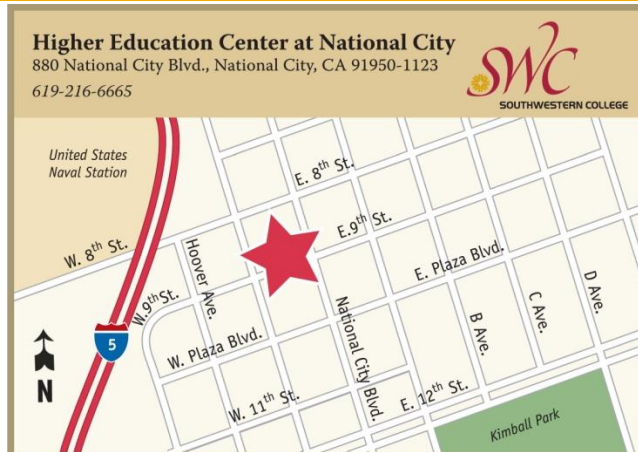 Higher Education Center at National City
880 National City Blvd., National City, CA 91950-1123
619-216-6665
SWC
SOUTHWESTERN COLLEGE
United States
Naval Station
E. 8th St.
W. 8th St.
E.9th St.
Hoover Ave.
W.9th St.
E. Plaza Blvd.
D Ave.
C Ave.
B Ave.
National City Blvd.
5
W. Plaza Blvd.
N
W. 11th St.
E. 12th St.
Kimball Park